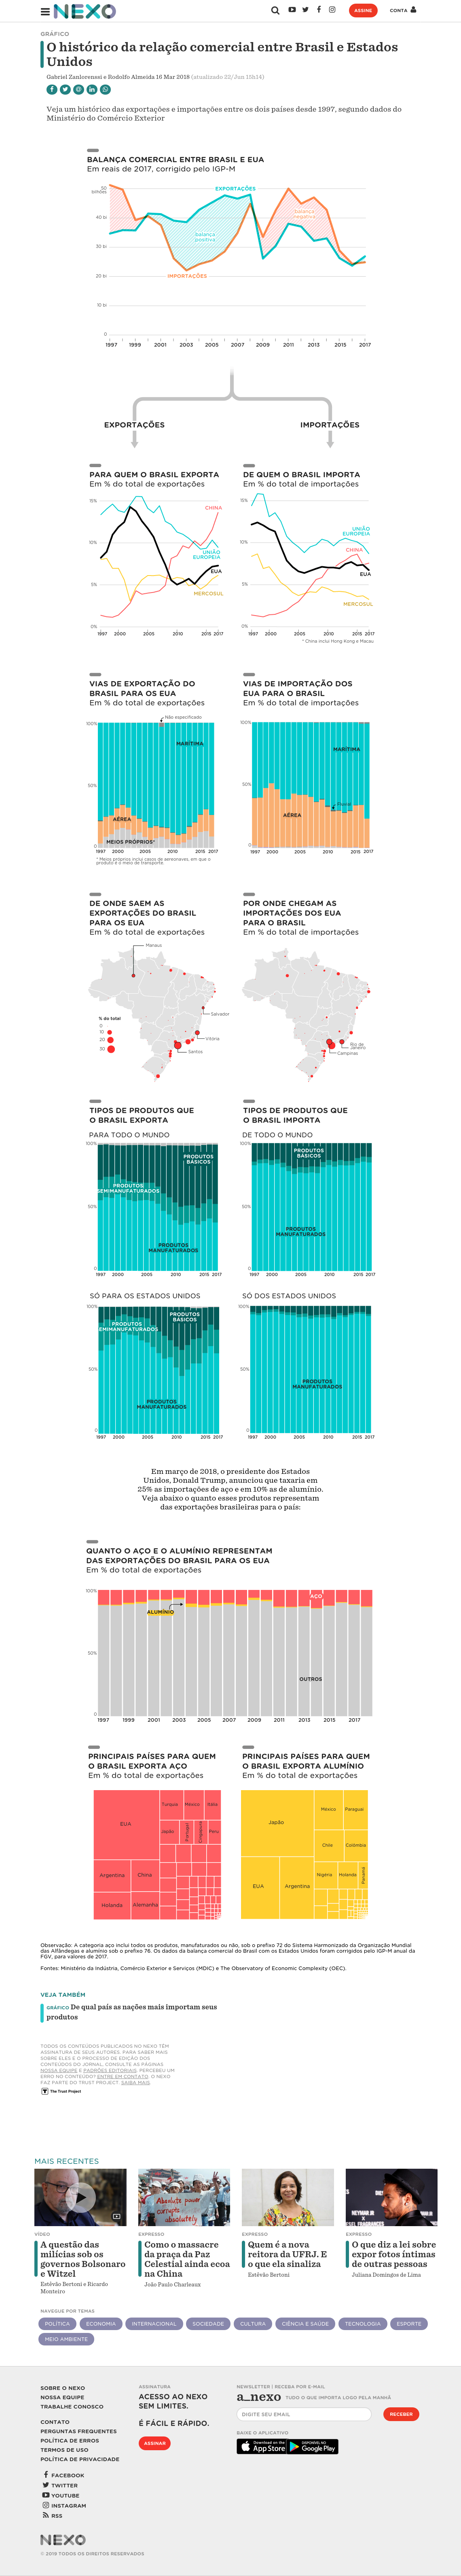 NEXO
ASSINE
CONTA
GRÁFICO
O histórico da relação comercial entre Brasil e Estados
Unidos
Gabriel Zanlorenssi e Rodolfo Almeida 16 Mar 2018 (atualizado 25/Jun 10h14)
Veja um histórico das exportações e importações entre os dois países desde 1997, segundo dados do
Ministério do Comércio Exterior
BALANÇA COMERCIAL ENTRE BRASIL E EUA
Em reais de 2017, corrigido pelo IGP-M
50
bilhões
EXPORTAÇÕES
balança
negativa
40 bi
balança
positiva
30 bi
20 bi
IMPORTAÇÕES
10 bi
0
1997 1999 2001 2003 2005 2007 2009 2011 2013 2015 2017
EXPORTAÇÕES
IMPORTAÇÕES
PARA QUEM O BRASIL EXPORTA
Em % do total de exportações
15%
CHINA
10%
UNIÃO
EUROPEIA
EUA
5%
MERCOSUL
0%
1997 2000 2005 2010 2015 2017
DE QUEM O BRASIL IMPORTA
Em % do total de importações
15%
UNIÃO
EUROPEIA
10%
CHINA
EUA
5%
MERCOSUL
0%
1997 2000 2005 2010 2015 2017
* China inclui Hong Kong e Macau
VIAS DE EXPORTAÇÃO DO
BRASIL PARA OS EUA
Em % do total de exportações
Não especificado
100%
MARÍTIMA
50%
AÉREA
MEIOS PRÓPRIOS*
0
1997 2000 2005 2010 2015 2017
* Meios próprios inclui casos de aeronaves, em que o
produto é o meio de transporte.
VIAS DE IMPORTAÇÃO DOS
EUA PARA O BRASIL
Em % do total de importações
100%
MARÍTIMA
50%
Fluvial
AÉREA
0
1997 2000 2005 2010 2015 2017
DE ONDE SAEM AS
EXPORTAÇÕES DO BRASIL
PARA OS EUA
Em % do total de exportações
Manaus
Salvador
% do total
0
10
20
30
Vitória
Santos
POR ONDE CHEGAM AS
IMPORTAÇÕES DOS EUA
PARA O BRASIL
Em % do total de importações
Rio de
Janeiro
Campinas
TIPOS DE PRODUTOS QUE
O BRASIL EXPORTA
PARA TODO O MUNDO
100%
PRODUTOS
BÁSICOS
PRODUTOS
SEMIMANUFATURADOS
50%
PRODUTOS
MANUFATURADOS
0
1997 2000 2005 2010 2015 2017
TIPOS DE PRODUTOS QUE
O BRASIL IMPORTA
DE TODO O MUNDO
100%
PRODUTOS
BÁSICOS
50%
PRODUTOS
MANUFATURADOS
0
1997 2000 2005 2010 2015 2017
SÓ PARA OS ESTADOS UNIDOS
100%
PRODUTOS
BÁSICOS
PRODUTOS
SEMIMANUFATURADOS
50%
PRODUTOS
MANUFATURADOS
0
1997 2000 2005 2010 2015 2017
SÓ DOS ESTADOS UNIDOS
100%
50%
PRODUTOS
MANUFATURADOS
0
1997 2000 2005 2010 2015 2017
Em março de 2018, o presidente dos Estados
Unidos, Donald Trump, anunciou que taxaria em
25% as importações de aço e em 10% as de alumínio.
Veja abaixo o quanto esses produtos representam
das exportações brasileiras para o país:
QUANTO O AÇO E O ALUMÍNIO REPRESENTAM
DAS EXPORTAÇÕES DO BRASIL PARA OS EUA
Em % do total de exportações
100%
AÇO
ALUMÍNIO
50%
OUTROS
0
1997 1999 2001 2003 2005 2007 2009 2011 2013 2015 2017
PRINCIPAIS PAÍSES PARA QUEM
O BRASIL EXPORTA AÇO
Em % do total de exportações
EUA
Turquia
México
Itália
Japão
Portugal
Cingapura
Peru
Argentina
China
Holanda
Alemanha
PRINCIPAIS PAÍSES PARA QUEM
O BRASIL EXPORTA ALUMÍNIO
Em % do total de exportações
Japão
México
Paraguai
Chile
Colômbia
EUA
Argentina
Nigéria
Holanda
Panamá
Observação: A categoria aço inclui todos os produtos, manufaturados ou não, sob o prefixo 72 do Sistema Harmonizado da Organização Mundial
das Alfândegas e alumínio sob o prefixo 76. Os dados da balança comercial do Brasil com os Estados Unidos foram corrigidos pelo IGP-M anual da
FGV, para valores de 2017.
Fontes: Ministério da Indústria, Comércio Exterior e Serviços (MDIC) e The Observatory of Economic Complexity (OEC).
VEJA TAMBÉM
GRÁFICO De qual país as nações mais importam seus
produtos
TODOS OS CONTEÚDOS PUBLICADOS NO NEXO TÊM
ASSINATURA DE SEUS AUTORES. PARA SABER MAIS
SOBRE ELES E O PROCESSO DE EDIÇÃO DOS
CONTEÚDOS DO JORNAL, CONSULTE AS PÁGINAS
NOSSA EQUIPE E PADRÕES EDITORIAIS. PERCEBEU UM
ERRO NO CONTEÚDO? ENTRE EM CONTATO. O NEXO
FAZ PARTE DO TRUST PROJECT. SAIBA MAIS.
The Trust Project
MAIS RECENTES
Absolute power
corrupts
absolutely
VÍDEO
A questão das
milícias sob os
governos Bolsonaro
e Witzel
Estêvão Bertoni e Ricardo
Monteiro
EXPRESSO
Como o massacre
da praça da Paz
Celestial ainda ecoa
na China
João Paulo Charleaux
EXPRESSO
Quem é a nova
reitora da UFRJ. E
o que ela sinaliza
Estêvão Bertoni
EXPRESSO
O que diz a lei sobre
expor fotos íntimas
de outras pessoas
Juliana Domingos de Lima
NAVEGUE POR TEMAS
POLÍTICA
ECONOMIA
INTERNACIONAL
SOCIEDADE
CULTURA
CIÊNCIA E SAÚDE
TECNOLOGIA
ESPORTE
MEIO AMBIENTE
SOBRE O NEXO
NOSSA EQUIPE
TRABALHE CONOSCO
CONTATO
PERGUNTAS FREQUENTES
POLÍTICA DE ERROS
TERMOS DE USO
POLÍTICA DE PRIVACIDADE
FACEBOOK
TWITTER
YOUTUBE
INSTAGRAM
RSS
ASSINATURA
ACESSO AO NEXO
SEM LIMITES.
É FÁCIL E RÁPIDO.
ASSINAR
NEWSLETTER | RECEBA POR E-MAIL
a_nexo TUDO O QUE IMPORTA LOGO PELA MANHÃ
DIGITE SEU EMAIL
RECEBER
BAIXE O APLICATIVO
Download on the
App Store
DISPONÍVEL NO
Google Play
NEXO
© 2019 TODOS OS DIREITOS RESERVADOS